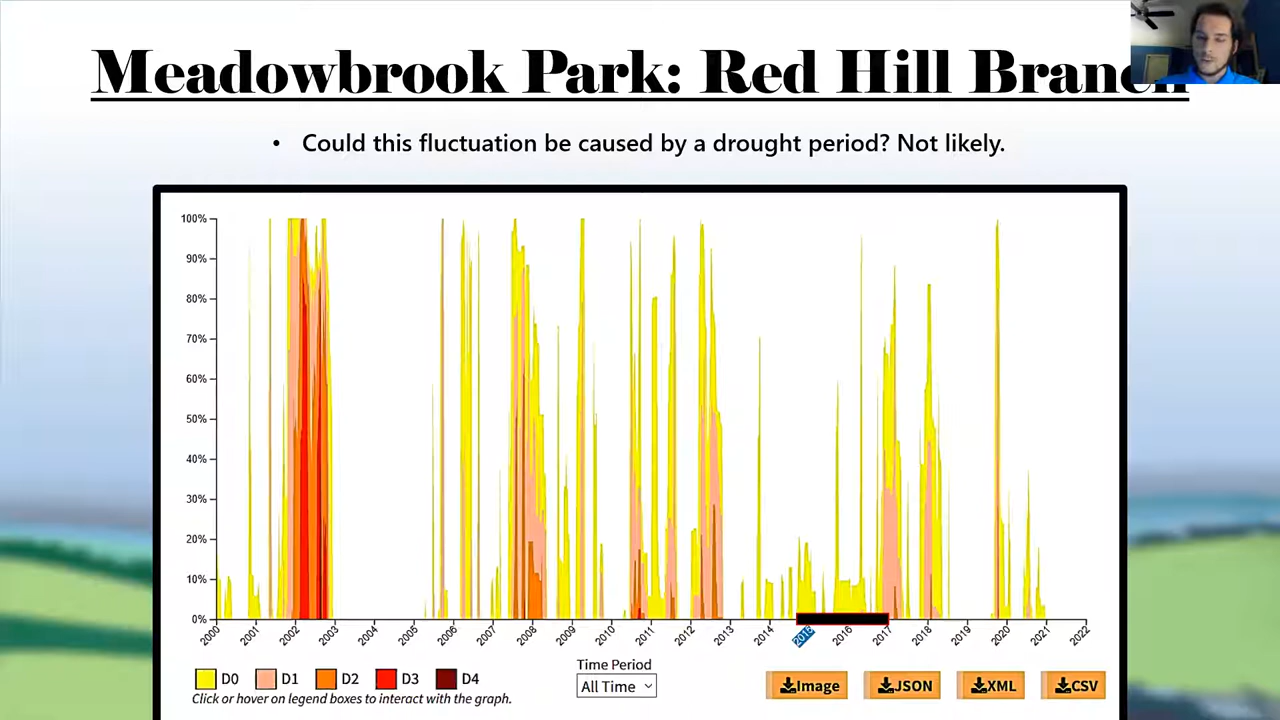 Meadowbrook Park: Red Hill Branch
• Could this fluctuation be caused by a drought period? Not likely.
100%
90%
80%
70%
60%
50%
40%
30%
20%
10%
0%
2000 2001 2002 2003 2004 2005 2006 2007 2008 2009 2010 2011 2012 2013 2014 2015 2016 2017 2018 2019 2020 2021 2022
D0 D1 D2 D3 D4
Click or hover on legend boxes to interact with the graph.
Time Period
All Time
Image JSON XML CSV